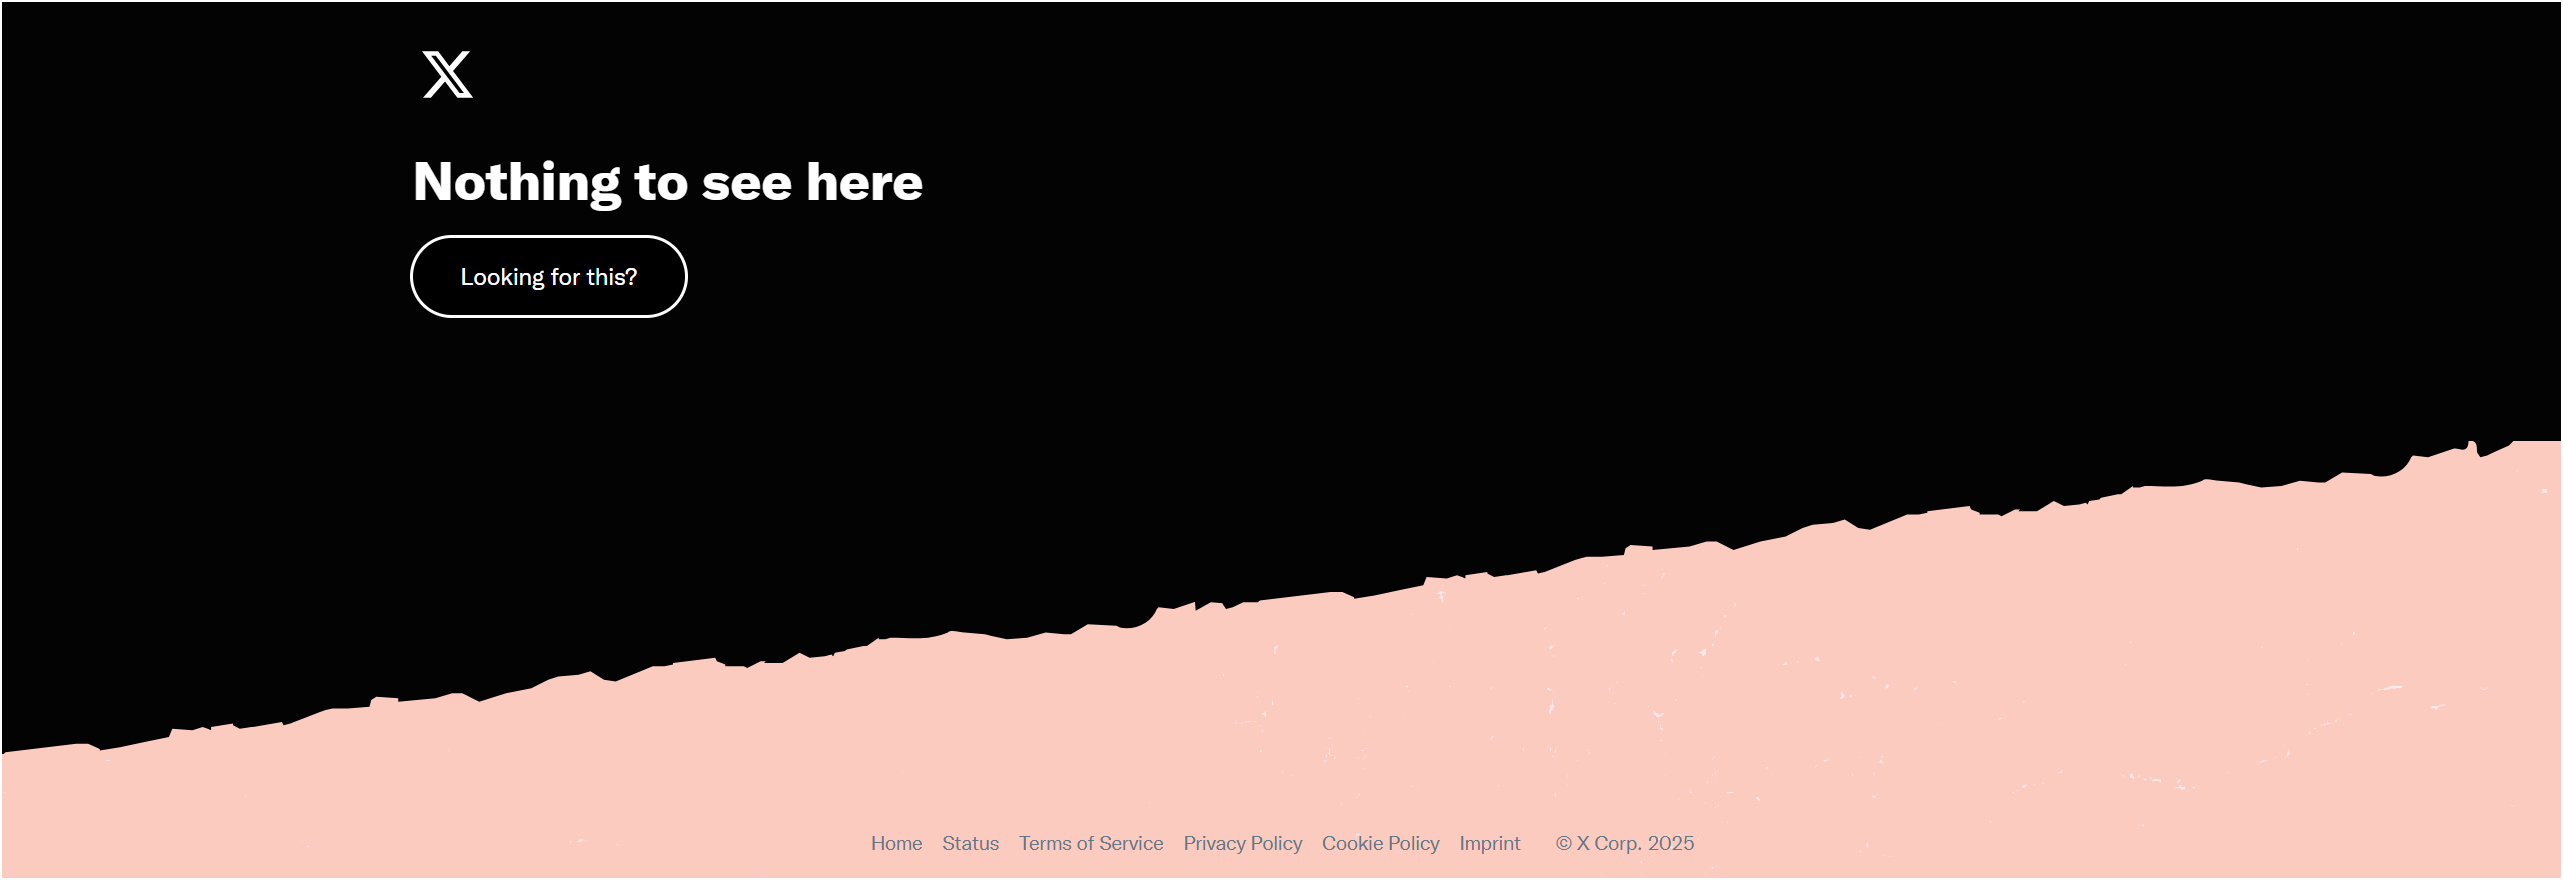 X
Nothing to see here
Looking for this?
Home Status Terms of Service Privacy Policy Cookie Policy Imprint © X Corp. 2025